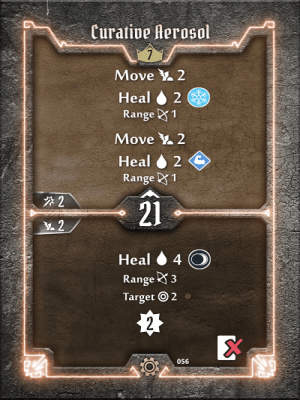 Curative Aerosol
7
Move 2
Heal 2
Range 1
Move 2
Heal 2
Range 1
2
21
2
Heal 4
Range 3
Target 2
2
056